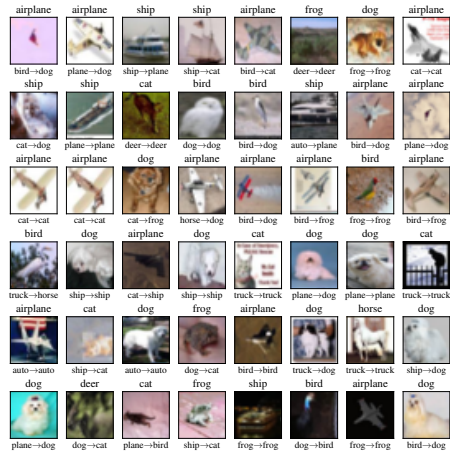 airplane airplane ship ship airplane frog dog airplane
bird→dog plane→dog ship→plane ship→cat bird→cat deer→deer frog→frog cat→cat
ship ship cat bird bird ship airplane airplane
cat→dog plane→plane deer→deer dog→dog bird→bird auto→plane bird→dog plane→dog
airplane airplane dog airplane airplane airplane bird airplane
cat→cat cat→cat cat→frog horse→dog bird→dog bird→frog frog→frog bird→frog
bird dog airplane dog cat dog dog cat
truck→horse ship→ship cat→ship ship→ship truck→truck plane→dog plane→plane truck→truck
airplane cat dog frog airplane dog horse dog
auto→auto ship→cat auto→auto dog→cat bird→bird truck→dog truck→truck ship→dog
dog deer cat frog ship bird airplane dog
plane→dog dog→cat plane→bird ship→cat frog→frog dog→bird frog→frog bird→dog